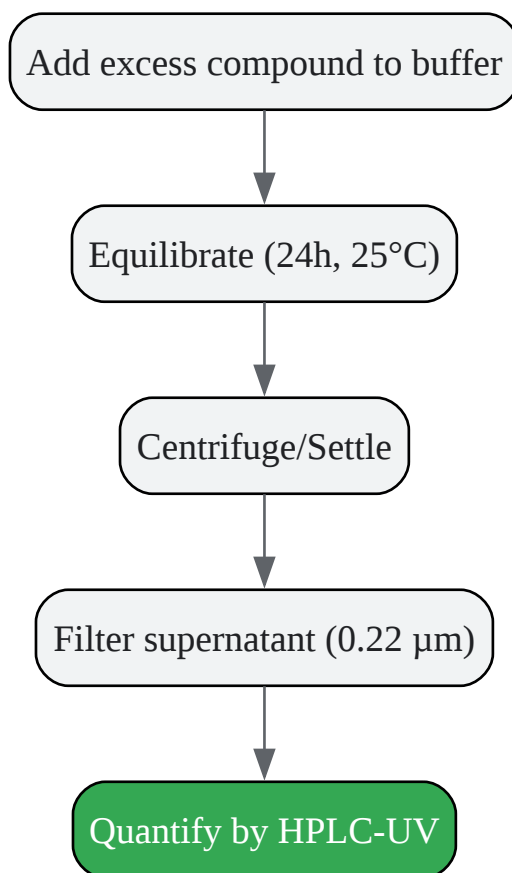 Add excess compound to buffer
Equilibrate (24h, 25°C)
Centrifuge/Settle
Filter supernatant (0.22 µm)
Quantify by HPLC-UV